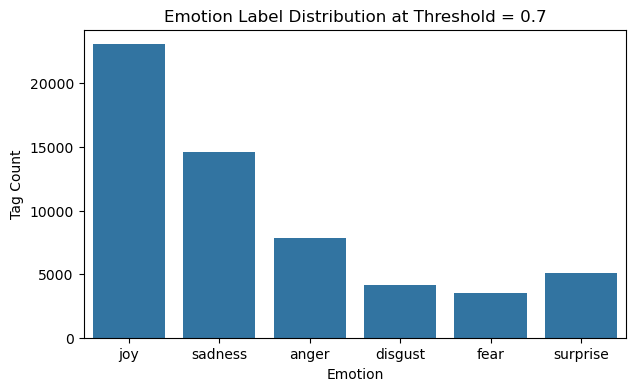 Emotion Label Distribution at Threshold = 0.7
Tag Count
20000
15000
10000
5000
0
joy sadness anger disgust fear surprise
Emotion